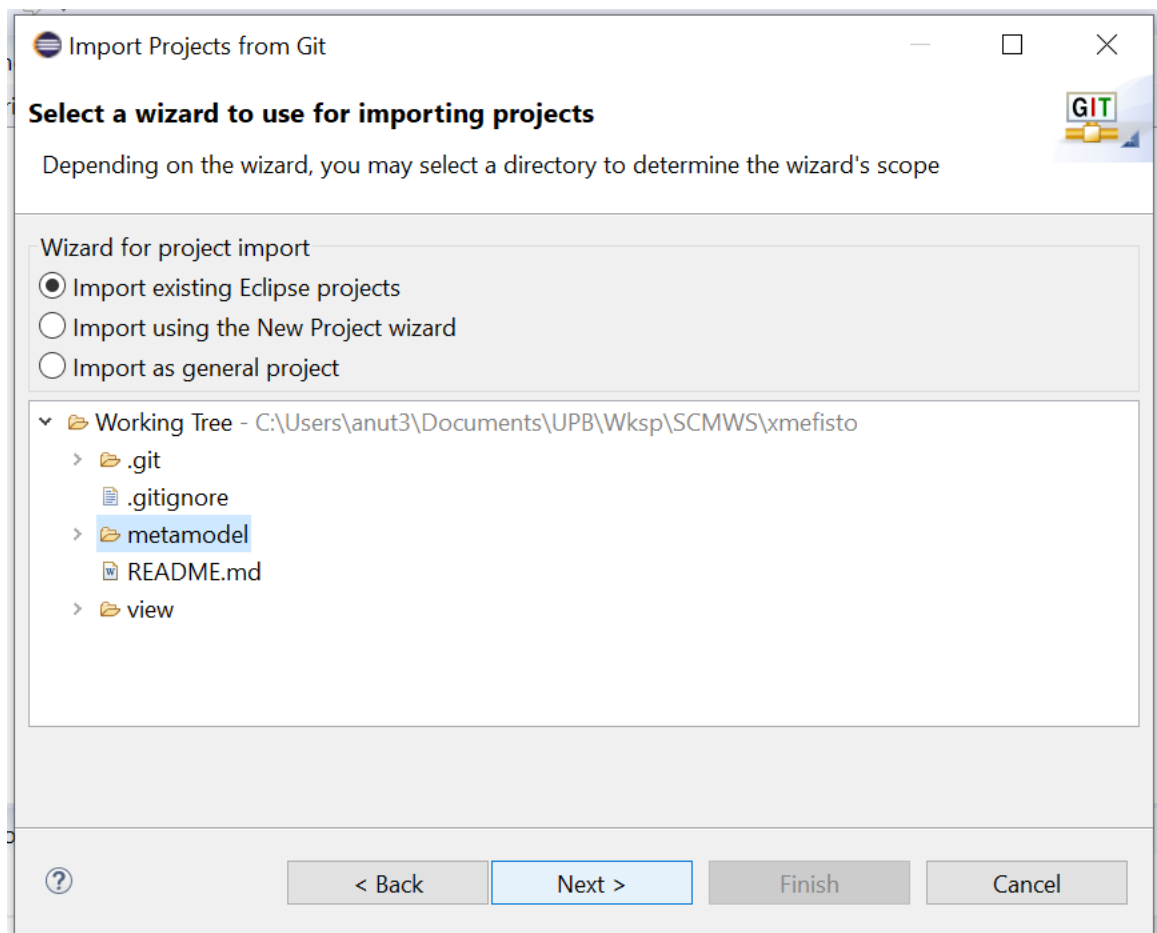 Import Projects from Git
Select a wizard to use for importing projects
GIT
Depending on the wizard, you may select a directory to determine the wizard's scope
Wizard for project import
Import existing Eclipse projects
Import using the New Project wizard
Import as general project
Working Tree - C:\Users\anut3\Documents\UPB\Wksp\SCMWS\xmefisto
.git
.gitignore
metamodel
README.md
view
? < Back Next > Finish Cancel